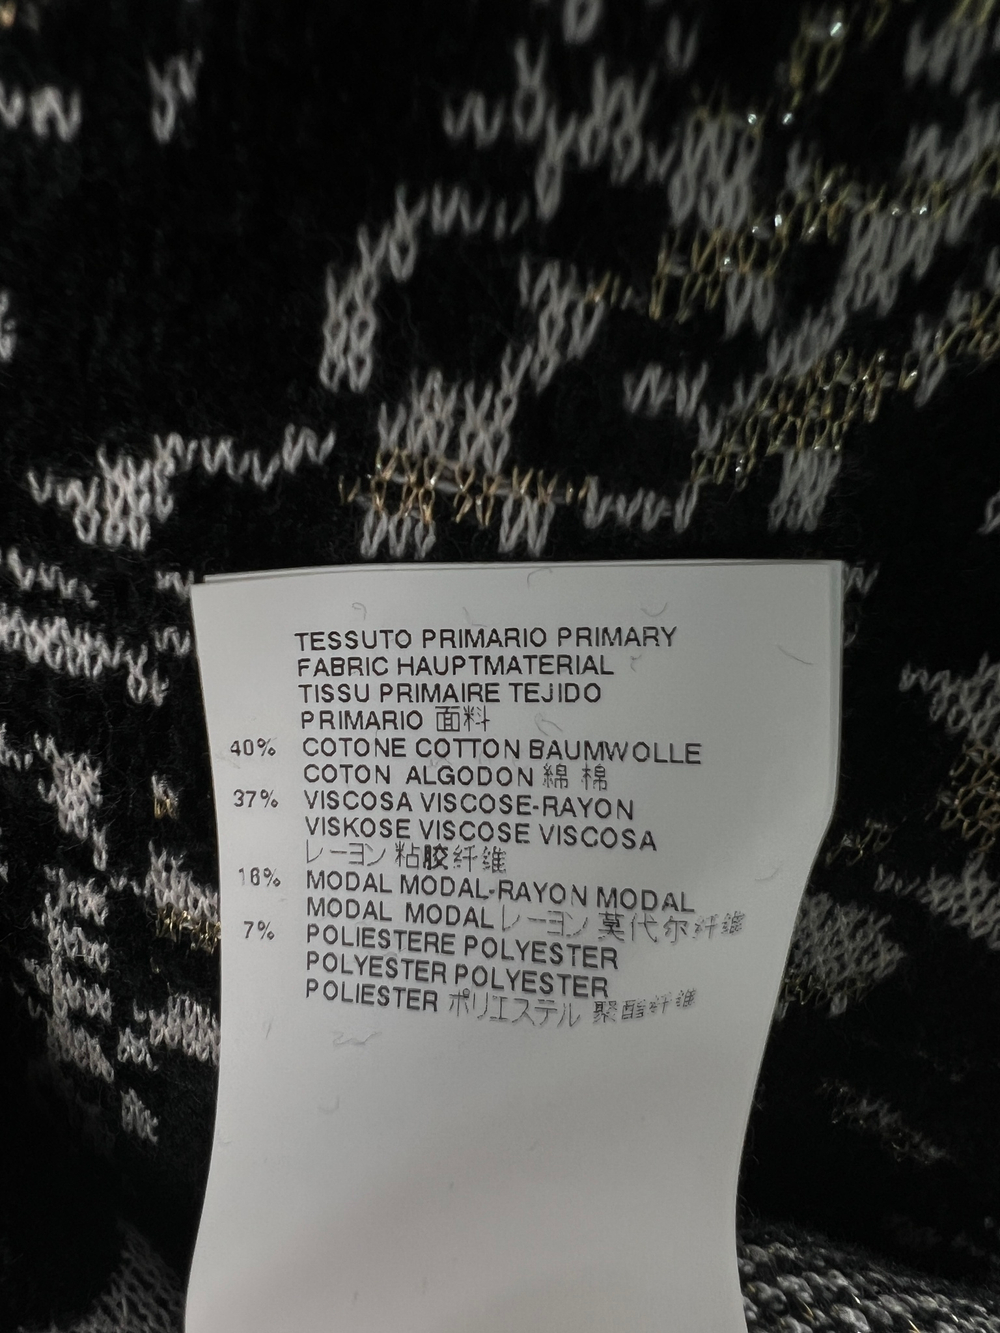 TESSUTO PRIMARIO PRIMARY
FABRIC HAUPTMATERIAL
TISSU PRIMAIRE TEJIDO
PRIMARIO 面料
40% COTONE COTTON BAUMWOLLE
COTON ALGODON 綿 棉
37% VISCOSA VISCOSE-RAYON
VISKOSE VISCOSE VISCOSA
レーヨン 粘胶纤维
16% MODAL MODAL-RAYON MODAL
MODAL MODAL レーヨン 莫代尔纤维
7% POLIESTERE POLYESTER
POLYESTER POLYESTER
POLIESTER ポリエステル 聚酯纤维